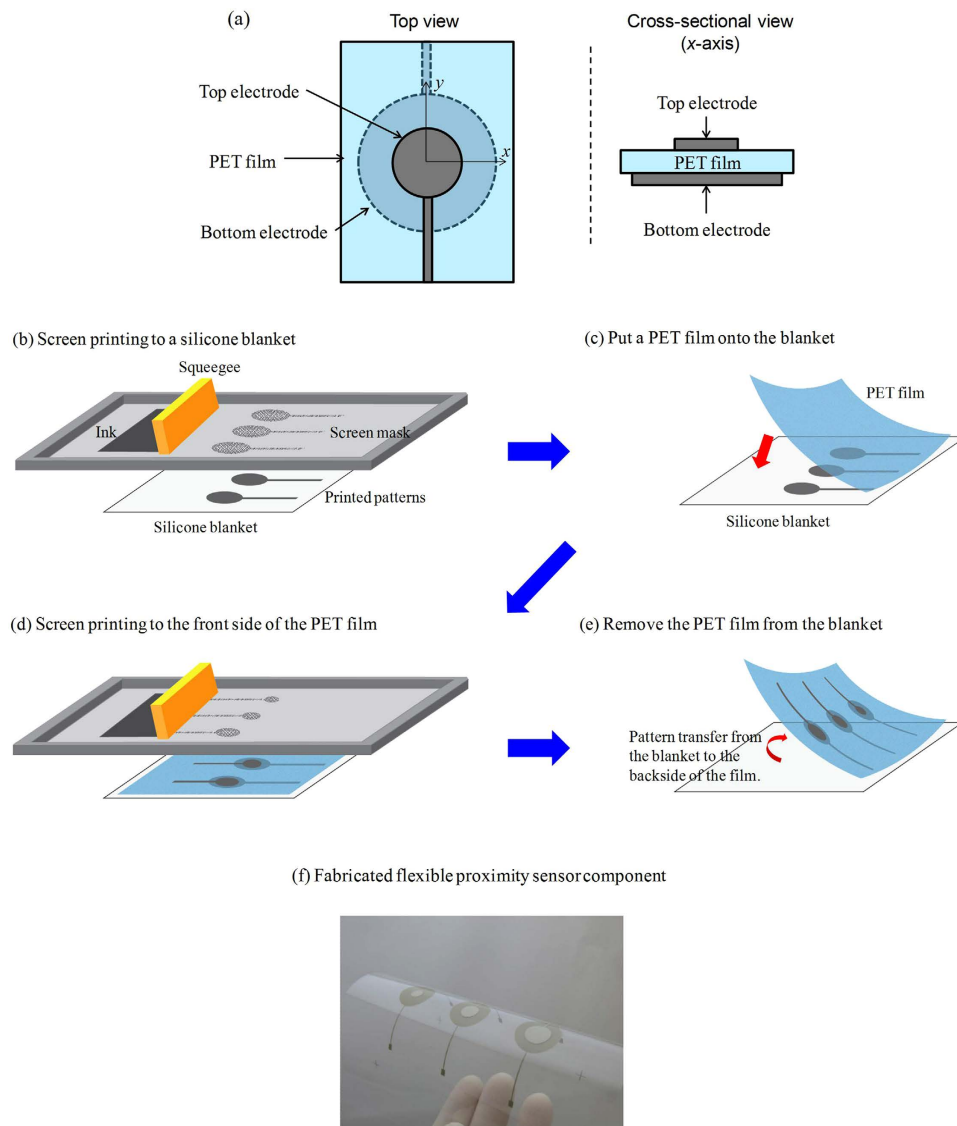 (a)
Top view
Cross-sectional view
(x-axis)
Top electrode
y
x
PET film
Bottom electrode
Top electrode
PET film
Bottom electrode
(b) Screen printing to a silicone blanket
Squeegee
Ink
Screen mask
Printed patterns
Silicone blanket
(c) Put a PET film onto the blanket
PET film
Silicone blanket
(d) Screen printing to the front side of the PET film
(e) Remove the PET film from the blanket
Pattern transfer from
the blanket to the
backside of the film.
(f) Fabricated flexible proximity sensor component